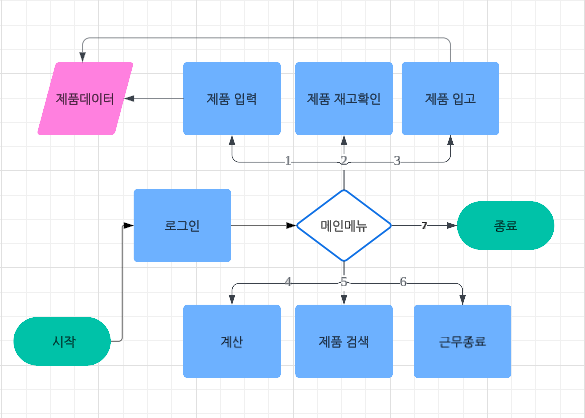 제품데이터
제품 입력
제품 재고확인
제품 입고
1
2
3
로그인
메인메뉴
7
종료
시작
4
5
6
계산
제품 검색
근무종료